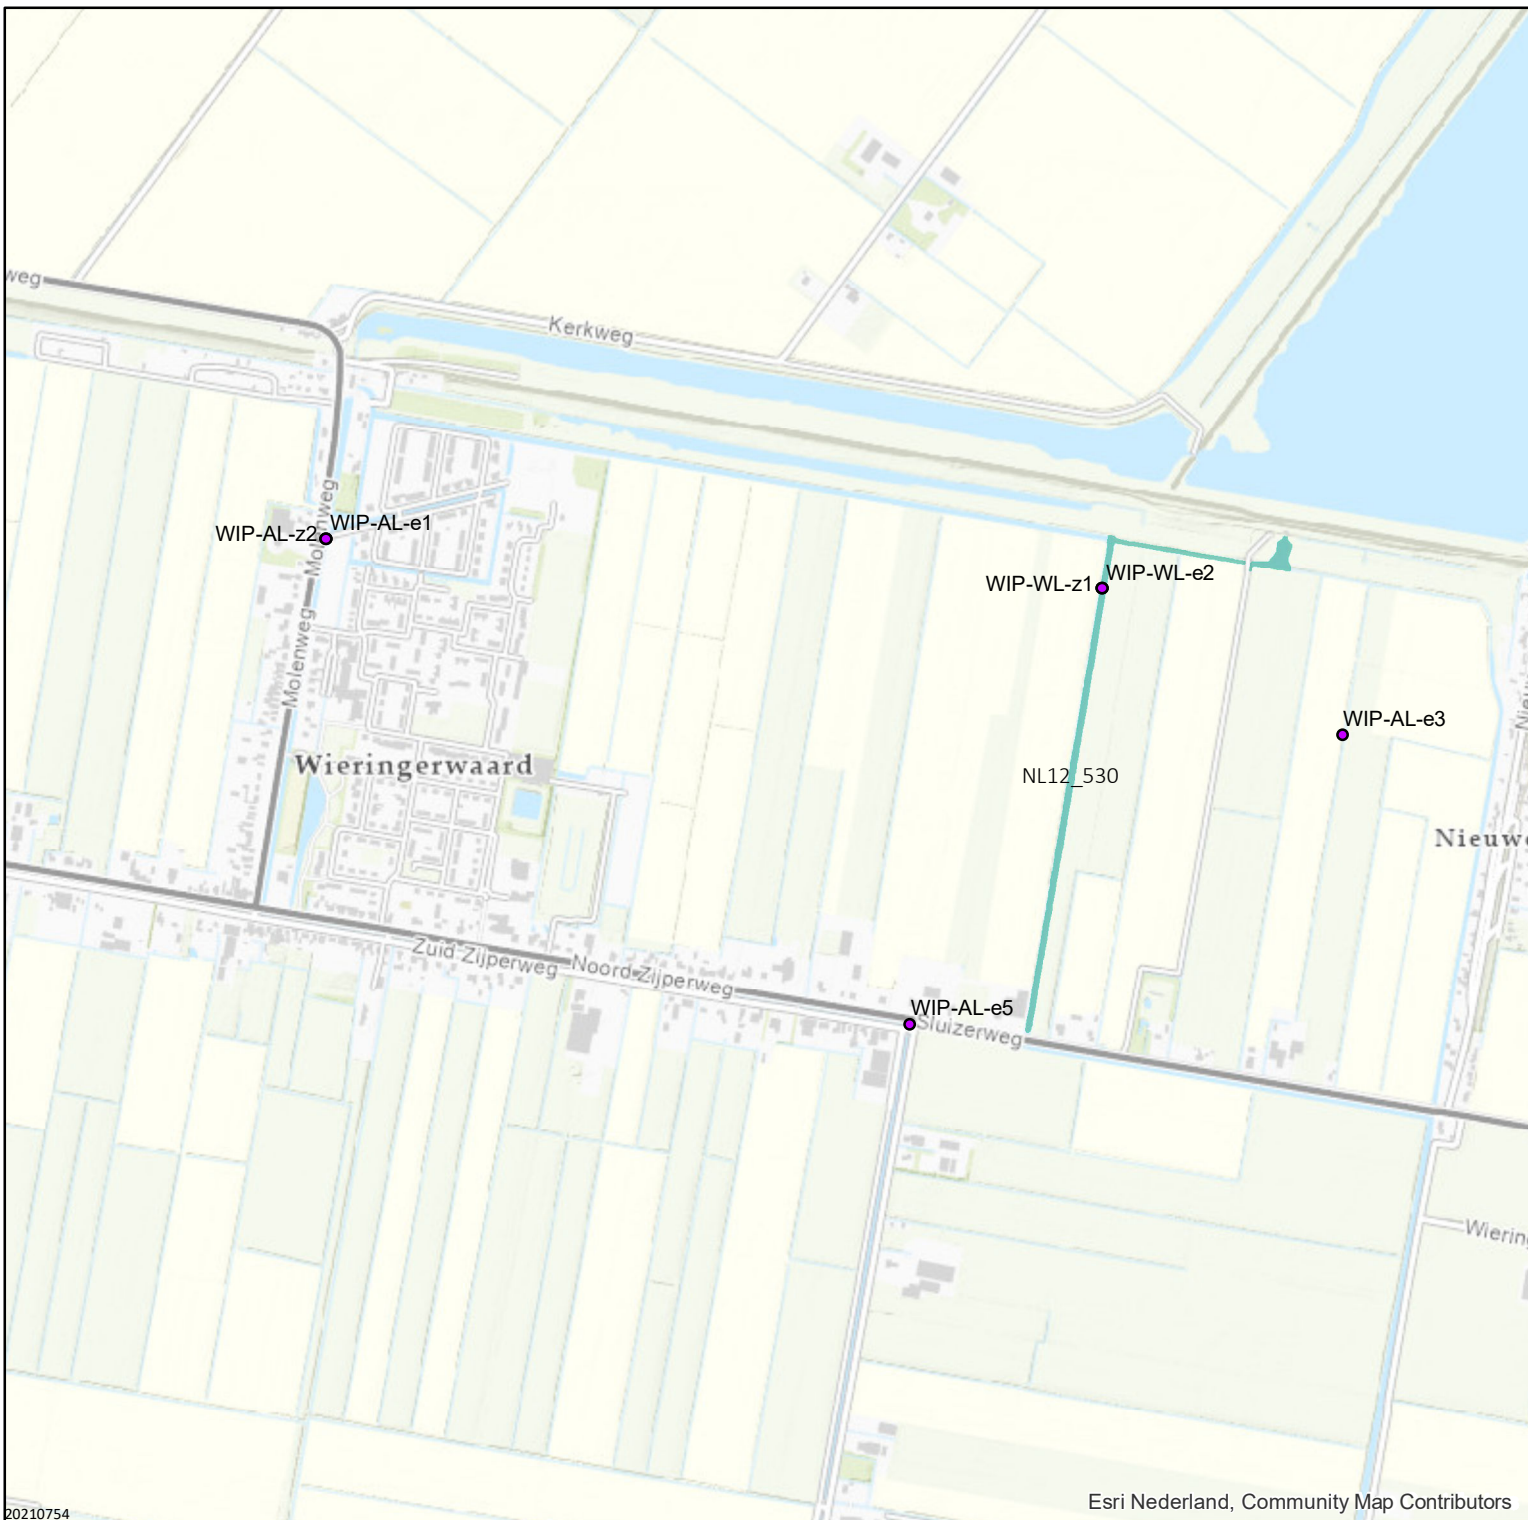 weg
Kerkweg
WIP-AL-z2
WIP-AL-e1
Molenweg
WIP-WL-z1
WIP-WL-e2
Molenweg
WIP-AL-e3
Wieringerwaard
NL12_530
Zuid Zijperweg
Noord Zijperweg
WIP-AL-e5
Sluizerweg
Esri Nederland, Community Map Contributors
20210754